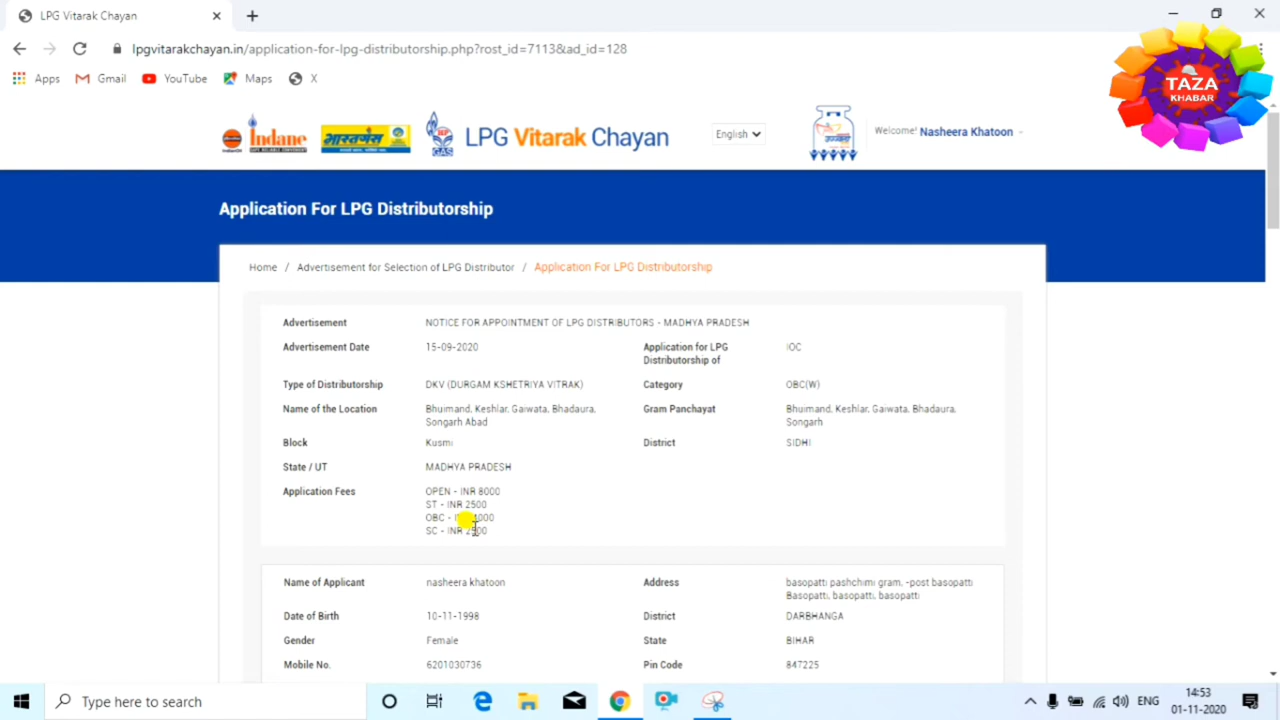 LPG Vitarak Chayan
lpgvitarakchayan.in/application-for-lpg-distributorship.php?rost_id=7113&ad_id=128
Apps Gmail YouTube Maps X
TAZA
KHABAR
Indane भारतगैस GAS LPG Vitarak Chayan English Welcome! Nasheera Khatoon
Application For LPG Distributorship
Home / Advertisement for Selection of LPG Distributor / Application For LPG Distributorship
Advertisement NOTICE FOR APPOINTMENT OF LPG DISTRIBUTORS - MADHYA PRADESH
Advertisement Date 15-09-2020 Application for LPG IOC
Distributorship of
Type of Distributorship DKV (DURGAM KSHETRIYA VITRAK) Category OBC(W)
Name of the Location Bhuimand, Keshlar, Gaiwata, Bhadaura, Gram Panchayat Bhuimand, Keshlar, Gaiwata, Bhadaura,
Songarh Abad Songarh
Block Kusmi District SIDHI
State / UT MADHYA PRADESH
Application Fees OPEN - INR 8000
ST - INR 2500
OBC -
SC - INR 2500
Name of Applicant nasheera khatoon Address basopatti pashchimi gram, -post basopatti
Basopatti, basopatti, basopatti
Date of Birth 10-11-1998 District DARBHANGA
Gender Female State BIHAR
Mobile No. 6201030736 Pin Code 847225
Type here to search ENG 14:53
01-11-2020